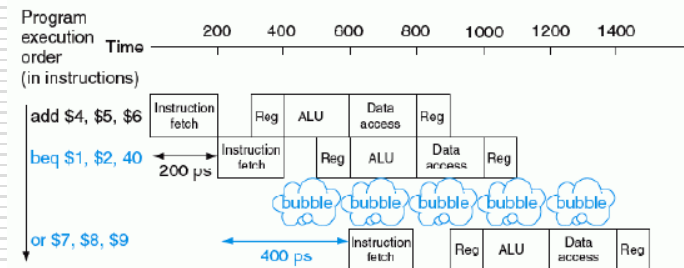 Program
execution
order
(in instructions)
Time
200 400 600 800 1000 1200 1400
add $4, $5, $6
Instruction
fetch
Reg
ALU
Data
access
Reg
beq $1, $2, 40
200 ps
Instruction
fetch
Reg
ALU
Data
access
Reg
bubble bubble bubble bubble bubble
or $7, $8, $9
400 ps
Instruction
fetch
Reg
ALU
Data
access
Reg